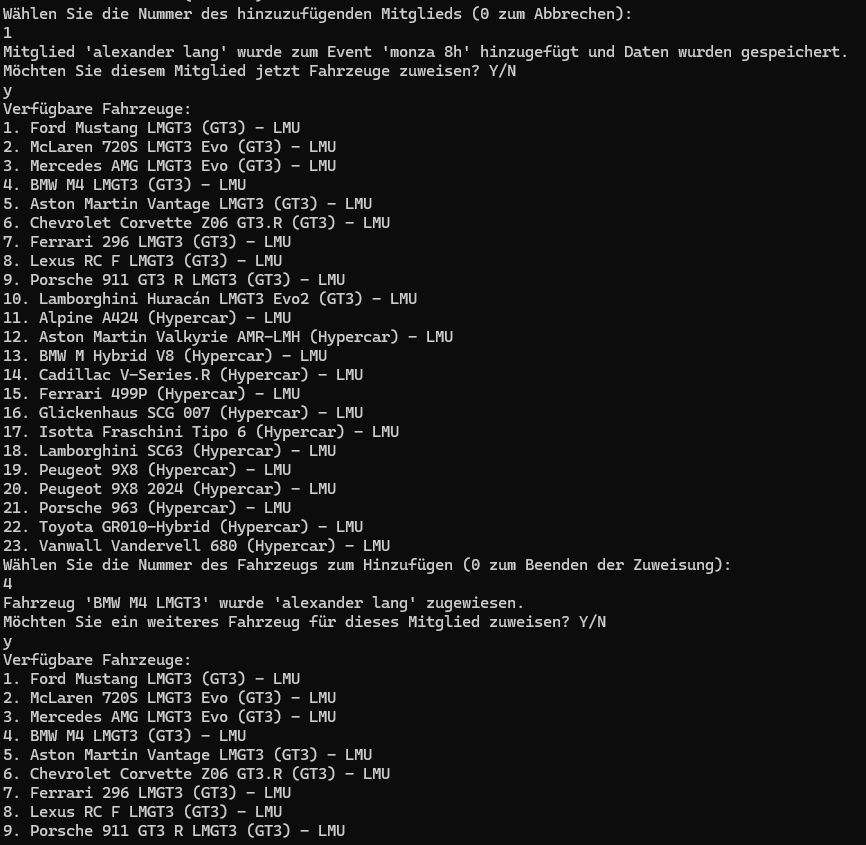 Wählen Sie die Nummer des hinzuzufügenden Mitglieds (0 zum Abbrechen):
1
Mitglied 'alexander lang' wurde zum Event 'monza 8h' hinzugefügt und Daten wurden gespeichert.
Möchten Sie diesem Mitglied jetzt Fahrzeuge zuweisen? Y/N
y
Verfügbare Fahrzeuge:
1. Ford Mustang LMGT3 (GT3) - LMU
2. McLaren 720S LMGT3 Evo (GT3) - LMU
3. Mercedes AMG LMGT3 Evo (GT3) - LMU
4. BMW M4 LMGT3 (GT3) - LMU
5. Aston Martin Vantage LMGT3 (GT3) - LMU
6. Chevrolet Corvette Z06 GT3.R (GT3) - LMU
7. Ferrari 296 LMGT3 (GT3) - LMU
8. Lexus RC F LMGT3 (GT3) - LMU
9. Porsche 911 GT3 R LMGT3 (GT3) - LMU
10. Lamborghini Huracán LMGT3 Evo2 (GT3) - LMU
11. Alpine A424 (Hypercar) - LMU
12. Aston Martin Valkyrie AMR-LMH (Hypercar) - LMU
13. BMW M Hybrid V8 (Hypercar) - LMU
14. Cadillac V-Series.R (Hypercar) - LMU
15. Ferrari 499P (Hypercar) - LMU
16. Glickenhaus SCG 007 (Hypercar) - LMU
17. Isotta Fraschini Tipo 6 (Hypercar) - LMU
18. Lamborghini SC63 (Hypercar) - LMU
19. Peugeot 9X8 (Hypercar) - LMU
20. Peugeot 9X8 2024 (Hypercar) - LMU
21. Porsche 963 (Hypercar) - LMU
22. Toyota GR010-Hybrid (Hypercar) - LMU
23. Vanwall Vandervell 680 (Hypercar) - LMU
Wählen Sie die Nummer des Fahrzeugs zum Hinzufügen (0 zum Beenden der Zuweisung):
4
Fahrzeug 'BMW M4 LMGT3' wurde 'alexander lang' zugewiesen.
Möchten Sie ein weiteres Fahrzeug für dieses Mitglied zuweisen? Y/N
y
Verfügbare Fahrzeuge:
1. Ford Mustang LMGT3 (GT3) - LMU
2. McLaren 720S LMGT3 Evo (GT3) - LMU
3. Mercedes AMG LMGT3 Evo (GT3) - LMU
4. BMW M4 LMGT3 (GT3) - LMU
5. Aston Martin Vantage LMGT3 (GT3) - LMU
6. Chevrolet Corvette Z06 GT3.R (GT3) - LMU
7. Ferrari 296 LMGT3 (GT3) - LMU
8. Lexus RC F LMGT3 (GT3) - LMU
9. Porsche 911 GT3 R LMGT3 (GT3) - LMU